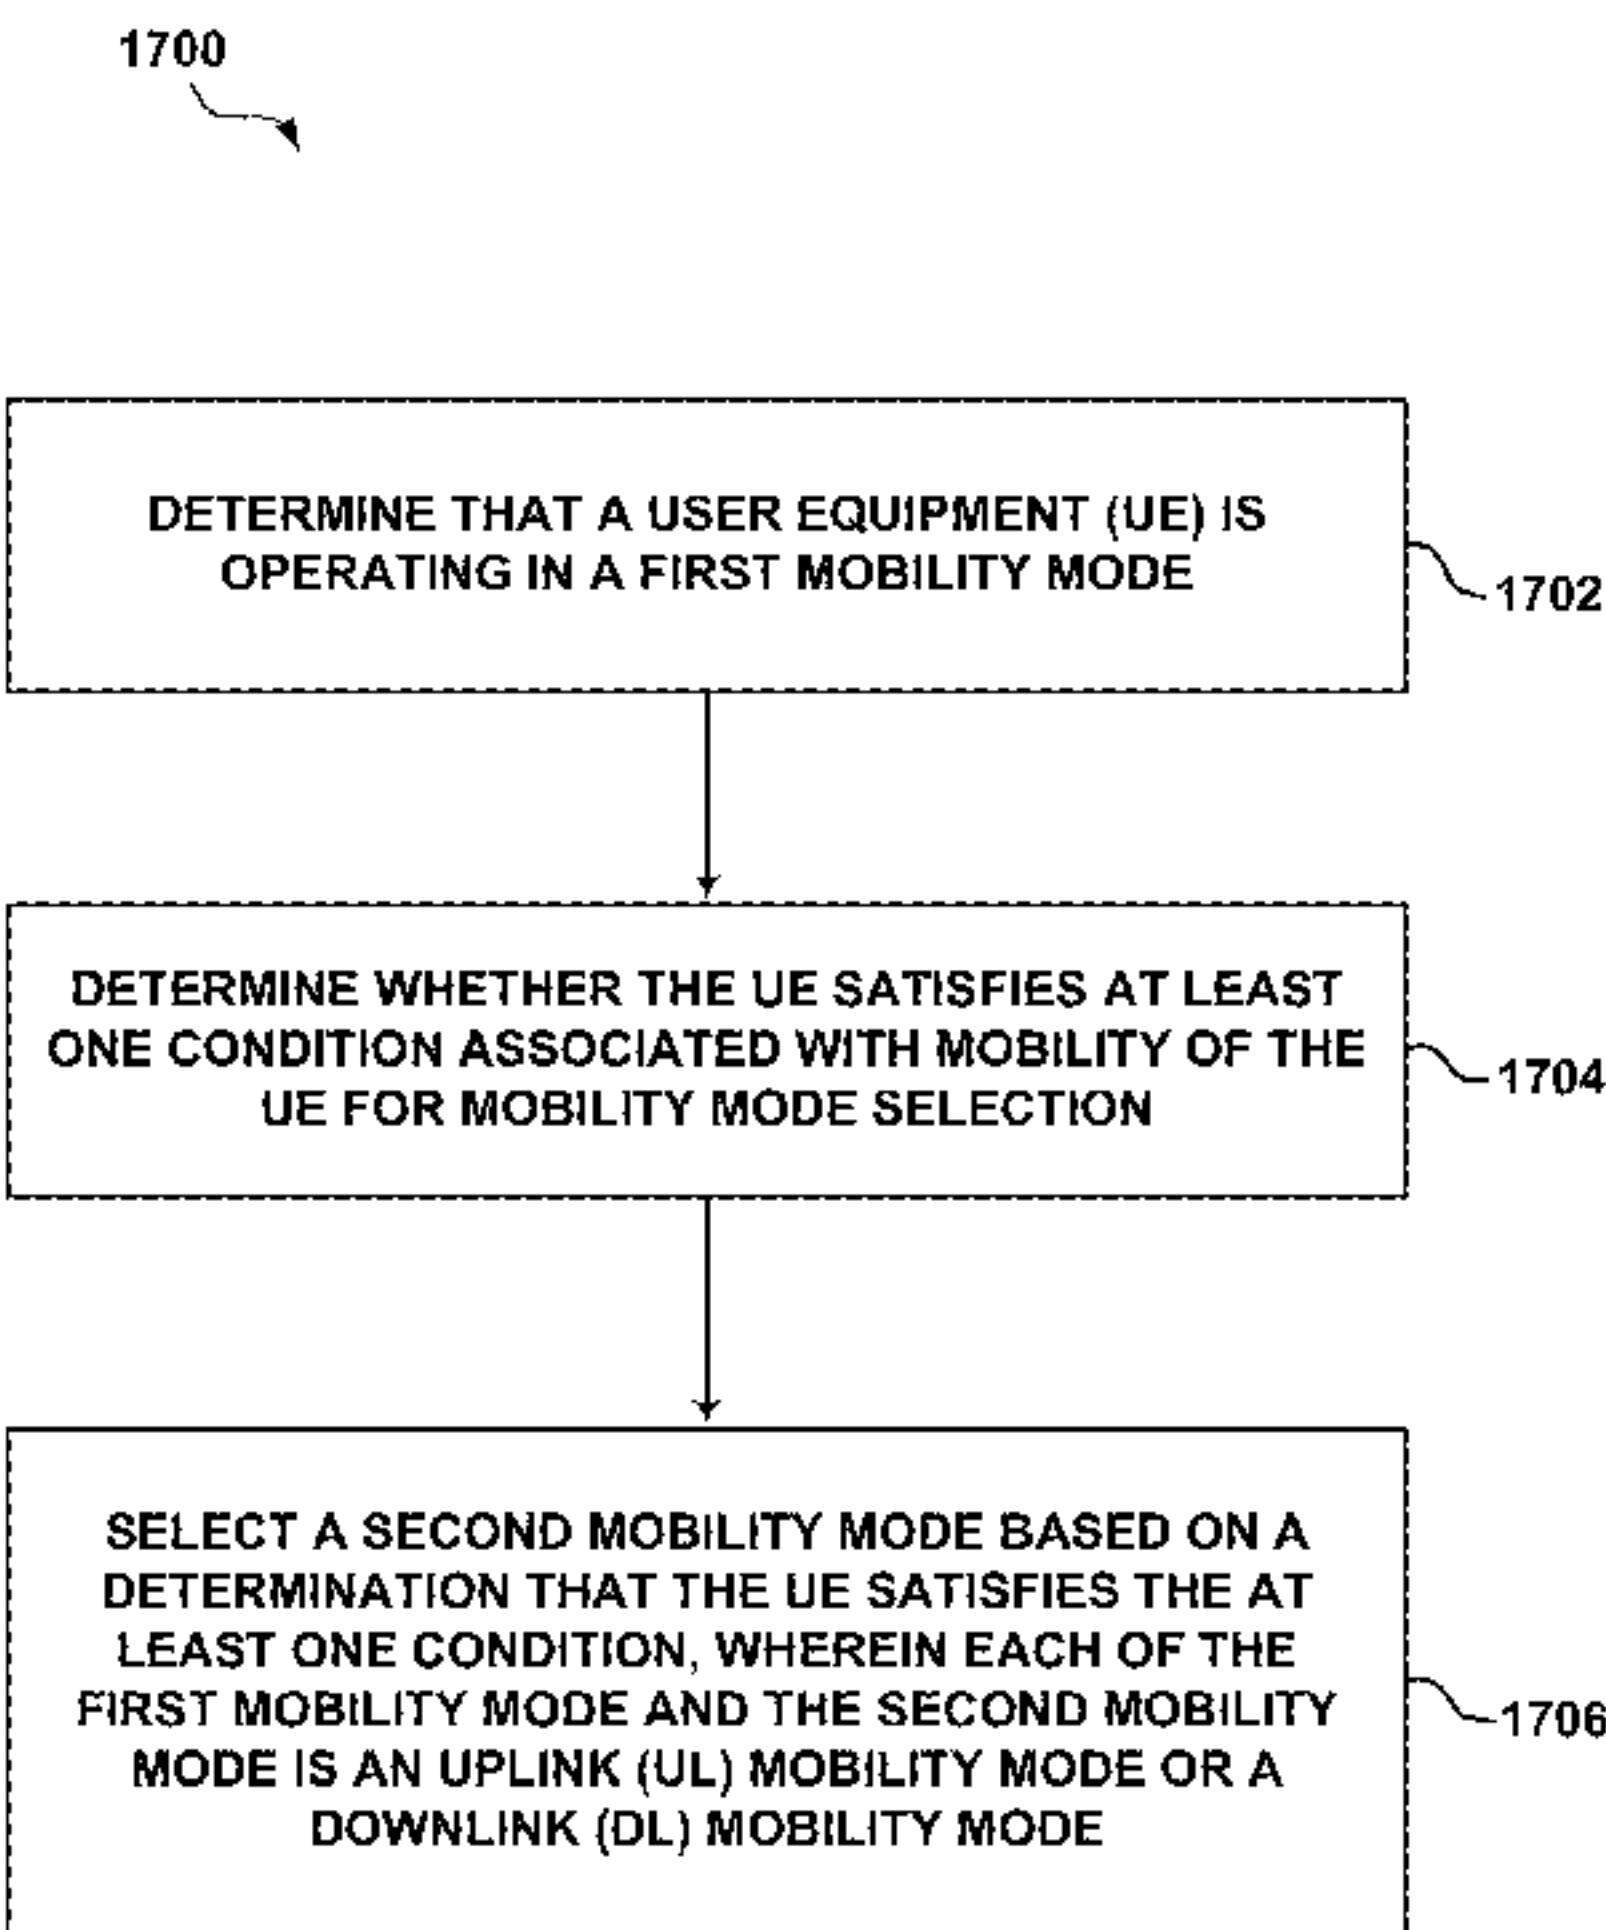 1700
DETERMINE THAT A USER EQUIPMENT (UE) IS
OPERATING IN A FIRST MOBILITY MODE
1702
DETERMINE WHETHER THE UE SATISFIES AT LEAST
ONE CONDITION ASSOCIATED WITH MOBILITY OF THE
UE FOR MOBILITY MODE SELECTION
1704
SELECT A SECOND MOBILITY MODE BASED ON A
DETERMINATION THAT THE UE SATISFIES THE AT
LEAST ONE CONDITION, WHEREIN EACH OF THE
FIRST MOBILITY MODE AND THE SECOND MOBILITY
MODE IS AN UPLINK (UL) MOBILITY MODE OR A
DOWNLINK (DL) MOBILITY MODE
1706